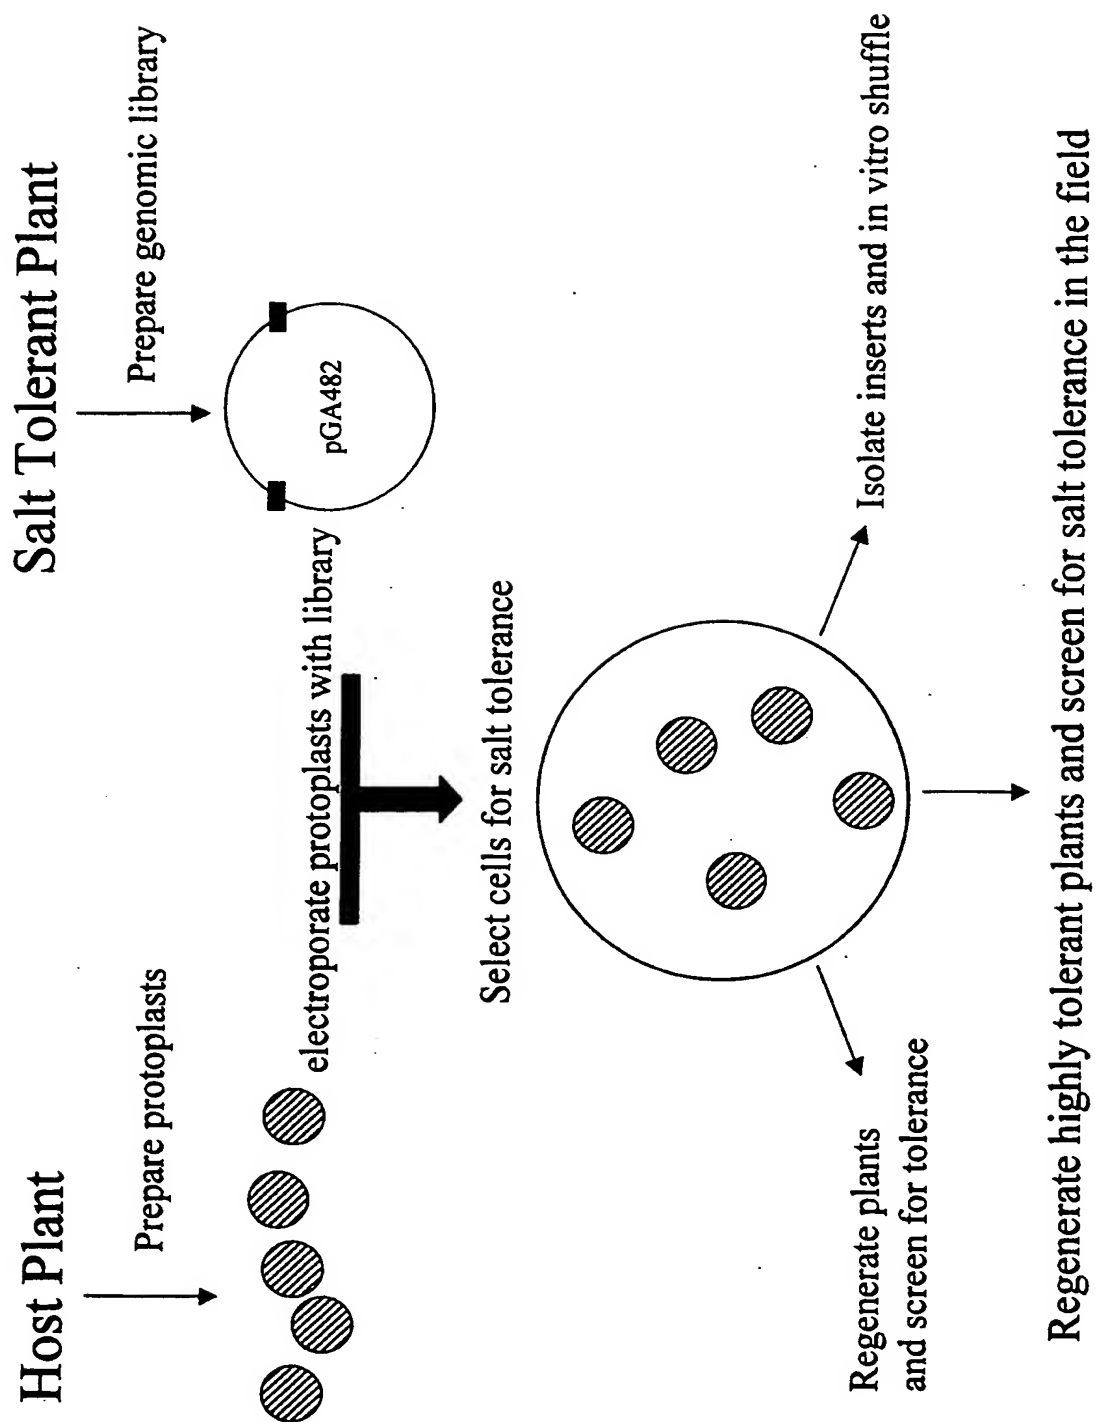 Host Plant
Salt Tolerant Plant
Prepare protoplasts
Prepare genomic library
pGA482
electroporate protoplasts with library
Select cells for salt tolerance
Regenerate plants
and screen for tolerance
Isolate inserts and in vitro shuffle
Regenerate highly tolerant plants and screen for salt tolerance in the field